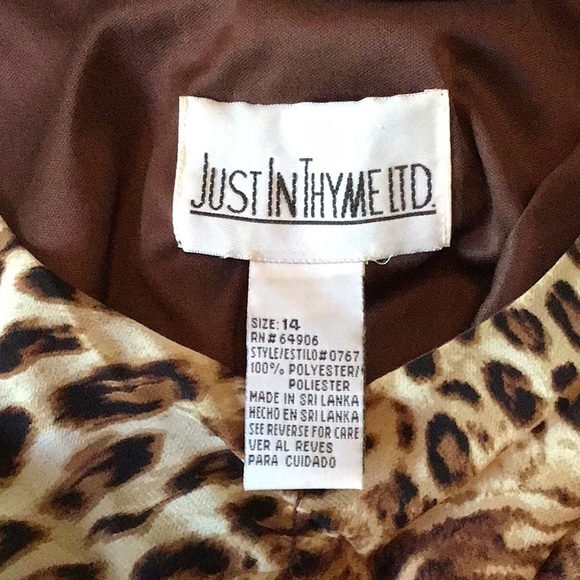 JUST IN THYME LTD.
SIZE: 14
RN# 64906
STYLE/ESTILO#0767
100% POLYESTER/
POLIESTER
MADE IN SRI LANKA
HECHO EN SRI LANKA
SEE REVERSE FOR CARE
VER AL REVES
PARA CUIDADO